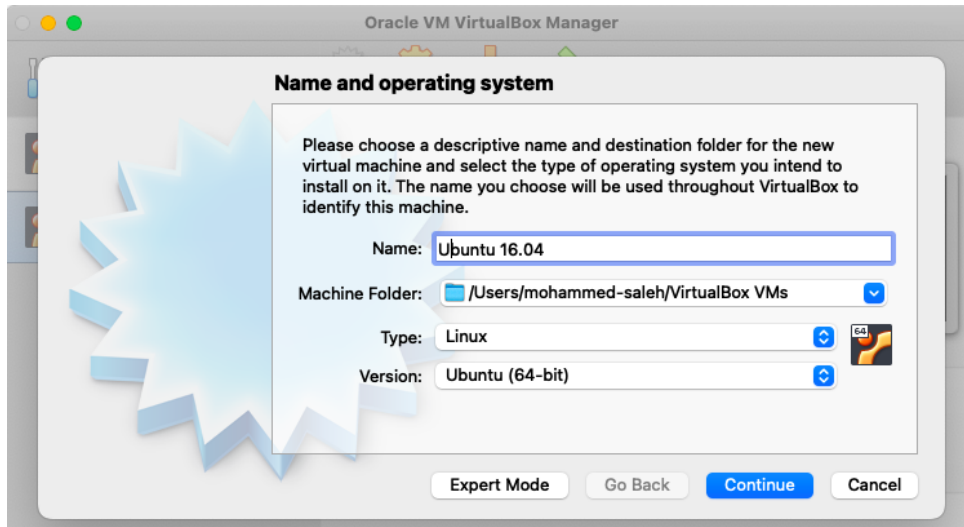 Oracle VM VirtualBox Manager
Name and operating system
Please choose a descriptive name and destination folder for the new
virtual machine and select the type of operating system you intend to
install on it. The name you choose will be used throughout VirtualBox to
identify this machine.
Name: Ubuntu 16.04
Machine Folder: /Users/mohammed-saleh/VirtualBox VMs
Type: Linux
64
Version: Ubuntu (64-bit)
Expert Mode Go Back Continue Cancel